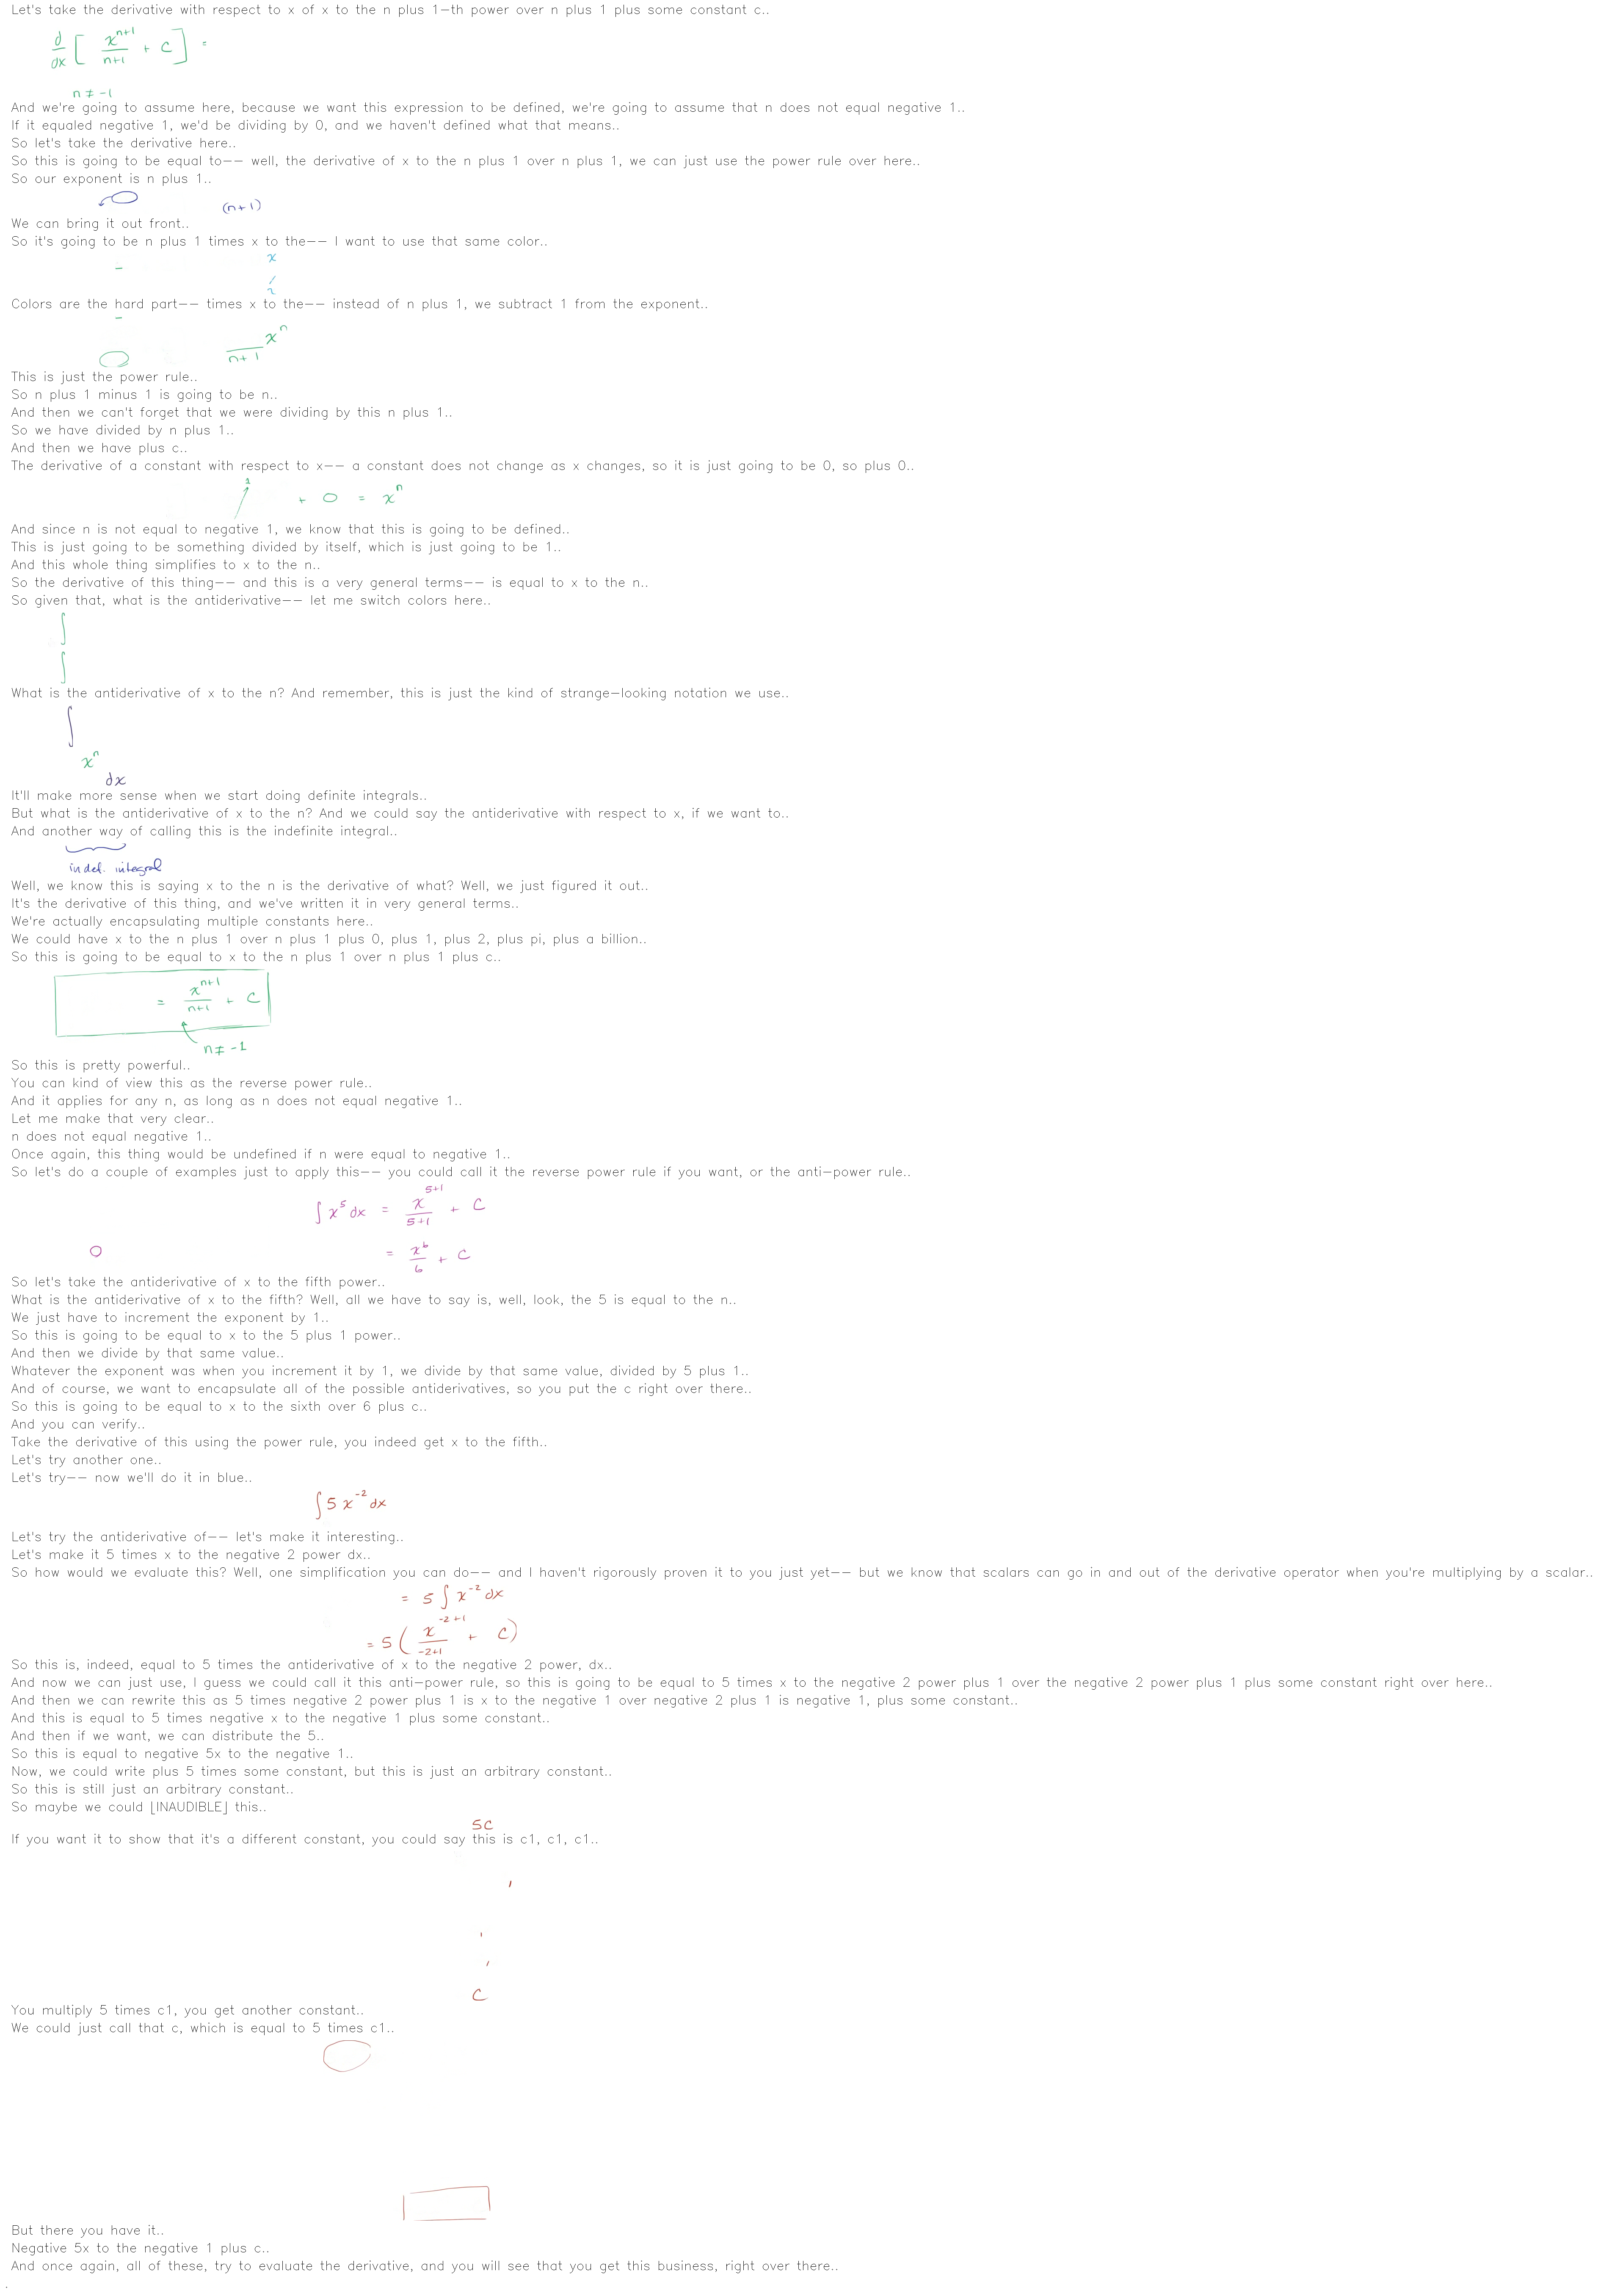 Let's take the derivative with respect to x of x to the n plus 1-th power over n plus 1 plus some constant c..
d/dx [ x^(n+1)/(n+1) + C ] =
n ≠ -1
And we're going to assume here, because we want this expression to be defined, we're going to assume that n does not equal negative 1..
If it equaled negative 1, we'd be dividing by 0, and we haven't defined what that means..
So let's take the derivative here..
So this is going to be equal to-- well, the derivative of x to the n plus 1 over n plus 1, we can just use the power rule over here..
So our exponent is n plus 1..
(n+1)
We can bring it out front..
So it's going to be n plus 1 times x to the-- I want to use that same color..
x
Colors are the hard part-- times x to the-- instead of n plus 1, we subtract 1 from the exponent..
x^n
n+1
This is just the power rule..
So n plus 1 minus 1 is going to be n..
And then we can't forget that we were dividing by this n plus 1..
So we have divided by n plus 1..
And then we have plus c..
The derivative of a constant with respect to x-- a constant does not change as x changes, so it is just going to be 0, so plus 0..
1
+ 0 = x^n
And since n is not equal to negative 1, we know that this is going to be defined..
This is just going to be something divided by itself, which is just going to be 1..
And this whole thing simplifies to x to the n..
So the derivative of this thing-- and this is a very general terms-- is equal to x to the n..
So given that, what is the antiderivative-- let me switch colors here..
∫
∫
What is the antiderivative of x to the n? And remember, this is just the kind of strange-looking notation we use..
∫
x^n
dx
It'll make more sense when we start doing definite integrals..
But what is the antiderivative of x to the n? And we could say the antiderivative with respect to x, if we want to..
And another way of calling this is the indefinite integral..
indef. integral
Well, we know this is saying x to the n is the derivative of what? Well, we just figured it out..
It's the derivative of this thing, and we've written it in very general terms..
We're actually encapsulating multiple constants here..
We could have x to the n plus 1 over n plus 1 plus 0, plus 1, plus 2, plus pi, plus a billion..
So this is going to be equal to x to the n plus 1 over n plus 1 plus c..
= x^(n+1)/(n+1) + C
n ≠ -1
So this is pretty powerful..
You can kind of view this as the reverse power rule..
And it applies for any n, as long as n does not equal negative 1..
Let me make that very clear..
n does not equal negative 1..
Once again, this thing would be undefined if n were equal to negative 1..
So let's do a couple of examples just to apply this-- you could call it the reverse power rule if you want, or the anti-power rule..
∫ x^5 dx = x^(5+1)/(5+1) + C
= x^6/6 + C
So let's take the antiderivative of x to the fifth power..
What is the antiderivative of x to the fifth? Well, all we have to say is, well, look, the 5 is equal to the n..
We just have to increment the exponent by 1..
So this is going to be equal to x to the 5 plus 1 power..
And then we divide by that same value..
Whatever the exponent was when you increment it by 1, we divide by that same value, divided by 5 plus 1..
And of course, we want to encapsulate all of the possible antiderivatives, so you put the c right over there..
So this is going to be equal to x to the sixth over 6 plus c..
And you can verify..
Take the derivative of this using the power rule, you indeed get x to the fifth..
Let's try another one..
Let's try-- now we'll do it in blue..
∫ 5 x^-2 dx
Let's try the antiderivative of-- let's make it interesting..
Let's make it 5 times x to the negative 2 power dx..
So how would we evaluate this? Well, one simplification you can do-- and I haven't rigorously proven it to you just yet-- but we know that scalars can go in and out of the derivative operator when you're multiplying by a scalar..
= 5 ∫ x^-2 dx
= 5 ( x^(-2+1)/(-2+1) + C)
So this is, indeed, equal to 5 times the antiderivative of x to the negative 2 power, dx..
And now we can just use, I guess we could call it this anti-power rule, so this is going to be equal to 5 times x to the negative 2 power plus 1 over the negative 2 power plus 1 plus some constant right over here..
And then we can rewrite this as 5 times negative 2 power plus 1 is x to the negative 1 over negative 2 plus 1 is negative 1, plus some constant..
And this is equal to 5 times negative x to the negative 1 plus some constant..
And then if we want, we can distribute the 5..
So this is equal to negative 5x to the negative 1..
Now, we could write plus 5 times some constant, but this is just an arbitrary constant..
So this is still just an arbitrary constant..
So maybe we could ⌊INAUDIBLE⌋ this..
5C
If you want it to show that it's a different constant, you could say this is c1, c1, c1..
C
You multiply 5 times c1, you get another constant..
We could just call that c, which is equal to 5 times c1..
But there you have it..
Negative 5x to the negative 1 plus c..
And once again, all of these, try to evaluate the derivative, and you will see that you get this business, right over there..